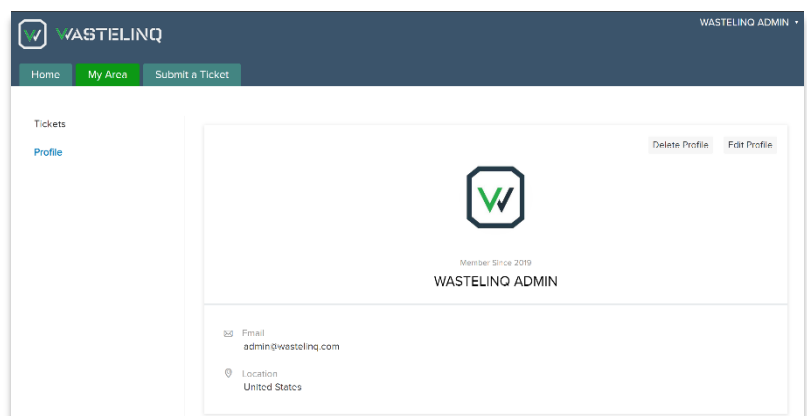 WASTELINQ
WASTELINQ ADMIN
Home My Area Submit a Ticket
Tickets
Profile
Delete Profile Edit Profile
Member Since 2019
WASTELINQ ADMIN
Email
admin@wastelinq.com
Location
United States